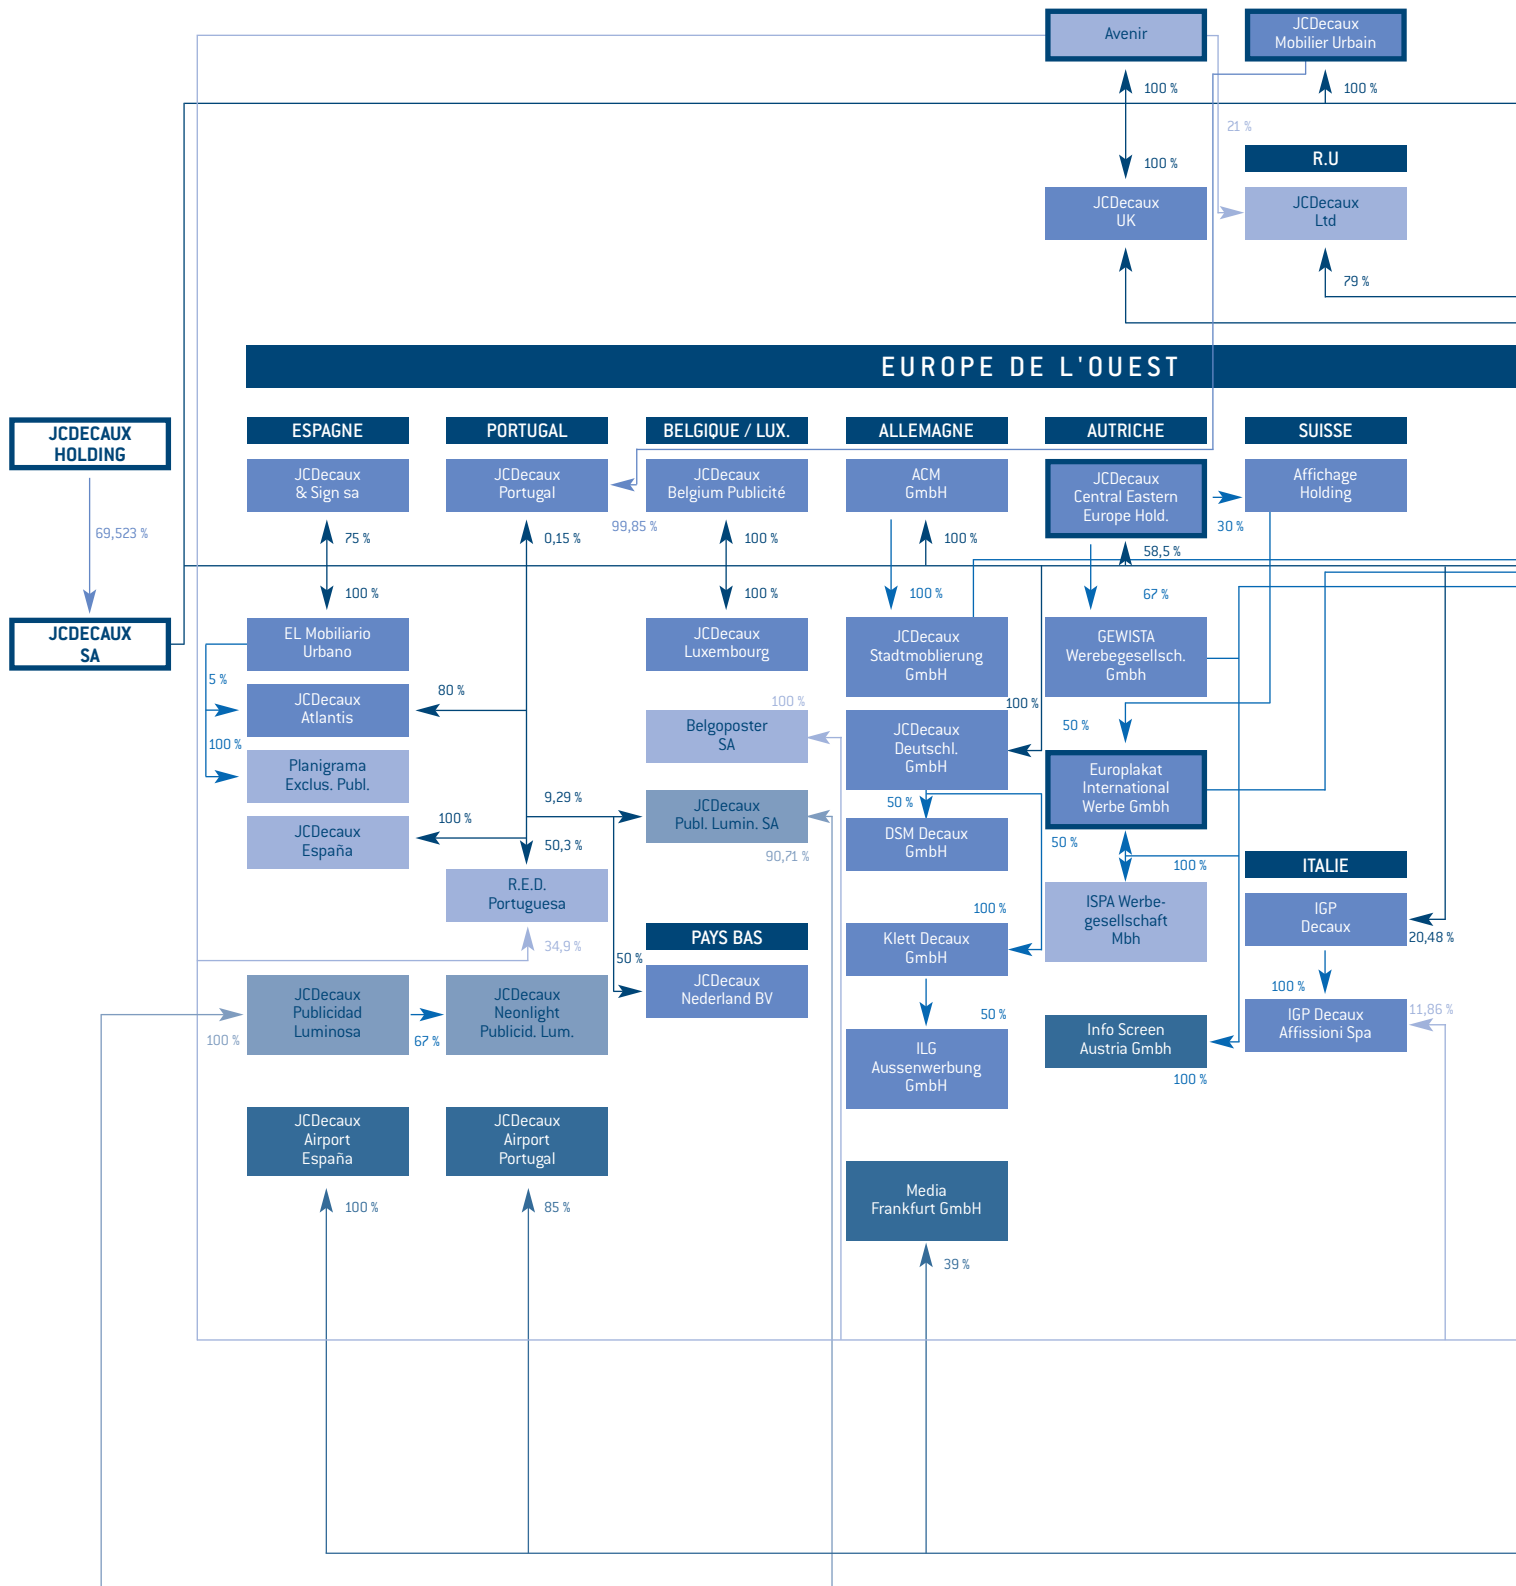 Avenir
JCDecaux
Mobilier Urbain
100 %
100 %
21 %
100 %
R.U
JCDecaux
UK
JCDecaux
Ltd
79 %
EUROPE DE L'OUEST
JCDECAUX
HOLDING
69,523 %
JCDECAUX
SA
ESPAGNE
JCDecaux
& Sign sa
75 %
100 %
EL Mobiliario
Urbano
5 %
JCDecaux
Atlantis
80 %
100 %
Planigrama
Exclus. Publ.
JCDecaux
España
100 %
JCDecaux
Publicidad
Luminosa
100 %
67 %
JCDecaux
Airport
España
100 %
PORTUGAL
JCDecaux
Portugal
99,85 %
0,15 %
9,29 %
50,3 %
R.E.D.
Portuguesa
34,9 %
JCDecaux
Neonlight
Publicid. Lum.
JCDecaux
Airport
Portugal
85 %
BELGIQUE / LUX.
JCDecaux
Belgium Publicité
100 %
100 %
JCDecaux
Luxembourg
100 %
Belgoposter
SA
JCDecaux
Publ. Lumin. SA
90,71 %
PAYS BAS
50 %
JCDecaux
Nederland BV
ALLEMAGNE
ACM
GmbH
100 %
100 %
JCDecaux
Stadtmoblierung
GmbH
100 %
JCDecaux
Deutschl.
GmbH
50 %
DSM Decaux
GmbH
100 %
Klett Decaux
GmbH
50 %
ILG
Aussenwerbung
GmbH
Media
Frankfurt GmbH
39 %
AUTRICHE
JCDecaux
Central Eastern
Europe Hold.
30 %
58,5 %
67 %
GEWISTA
Werebegesellsch.
Gmbh
50 %
Europlakat
International
Werbe Gmbh
50 %
100 %
ISPA Werbe-
gesellschaft
Mbh
Info Screen
Austria Gmbh
100 %
SUISSE
Affichage
Holding
ITALIE
IGP
Decaux
20,48 %
100 %
IGP Decaux
Affissioni Spa
11,86 %